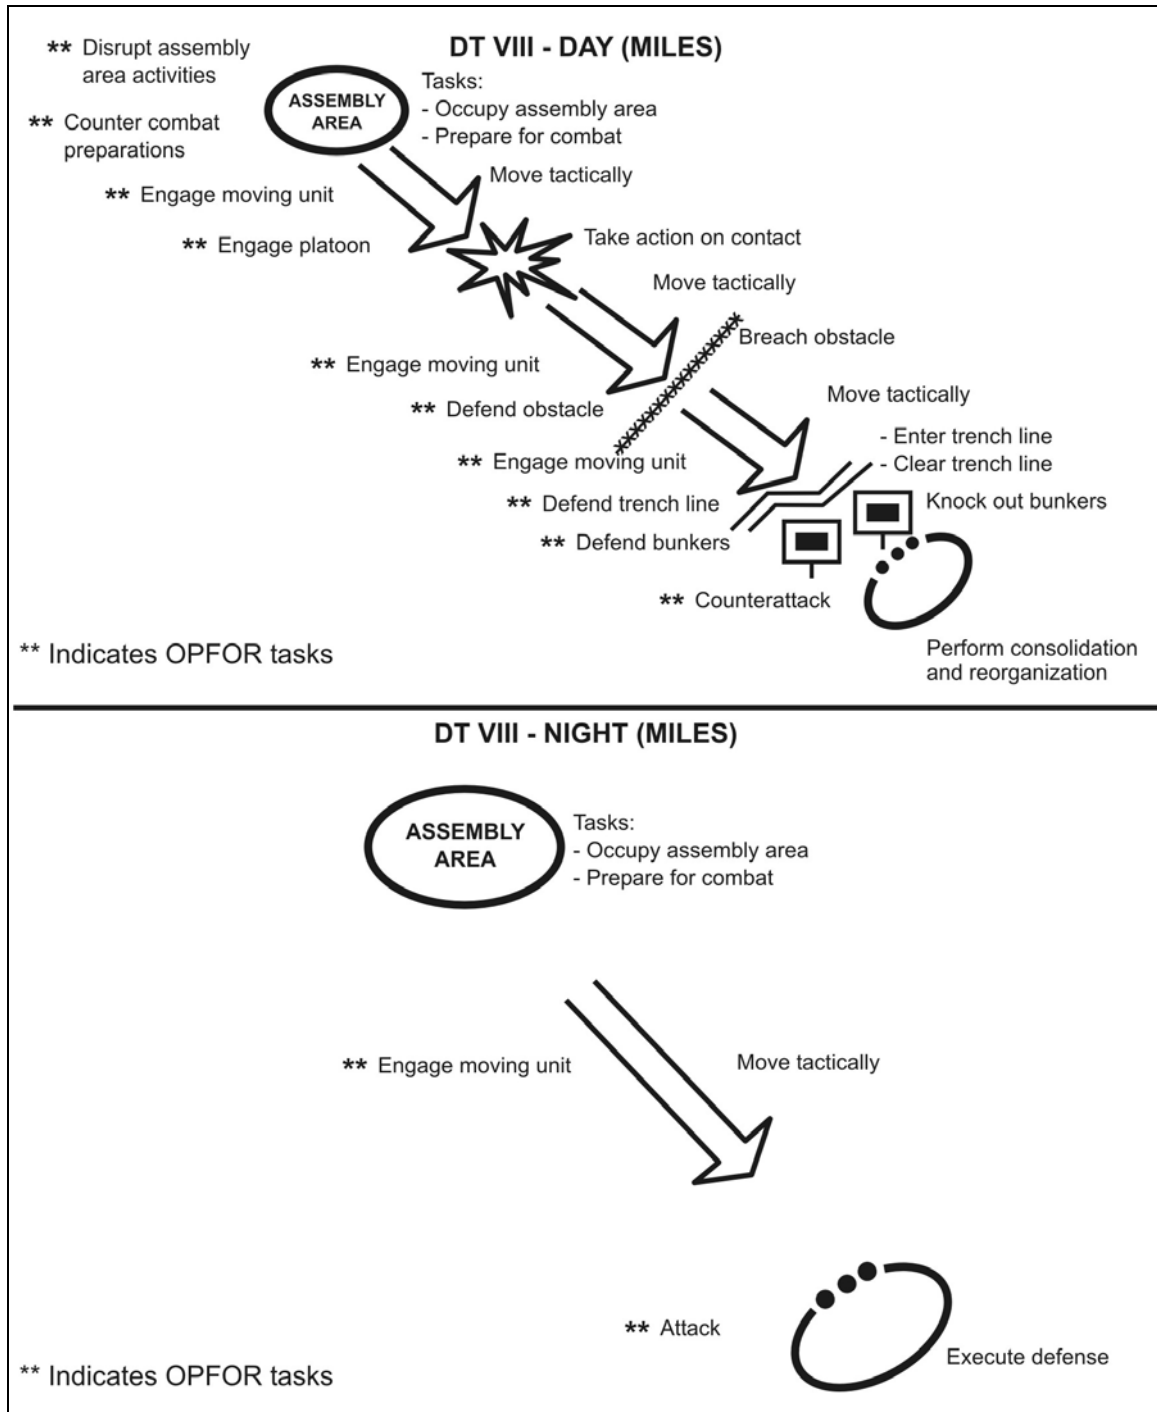 DT VIII - DAY (MILES)
** Disrupt assembly
area activities
ASSEMBLY
AREA
Tasks:
- Occupy assembly area
- Prepare for combat
** Counter combat
preparations
Move tactically
** Engage moving unit
** Engage platoon
Take action on contact
Move tactically
Breach obstacle
** Engage moving unit
Move tactically
** Defend obstacle
- Enter trench line
- Clear trench line
** Engage moving unit
** Defend trench line
Knock out bunkers
** Defend bunkers
** Counterattack
Perform consolidation
and reorganization
** Indicates OPFOR tasks
DT VIII - NIGHT (MILES)
ASSEMBLY
AREA
Tasks:
- Occupy assembly area
- Prepare for combat
** Engage moving unit
Move tactically
** Attack
Execute defense
** Indicates OPFOR tasks